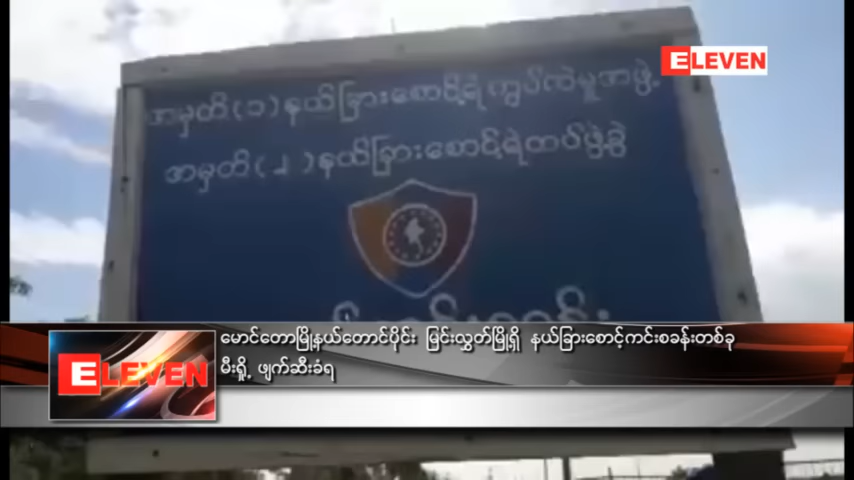 ELEVEN
အမှတ်(၁)နယ်ခြားစောင့်ရဲကွပ်ကဲမှုအဖွဲ့
အမှတ်(၂)နယ်ခြားစောင့်ရဲတပ်ဖွဲ့ခွဲ
မောင်တောမြို့နယ်တောင်ပိုင်း မြင်းလွှတ်မြို့ရှိ နယ်ခြားစောင့်ကင်းစခန်းတစ်ခု
မီးရှို့ ဖျက်ဆီးခံရ
ELEVEN